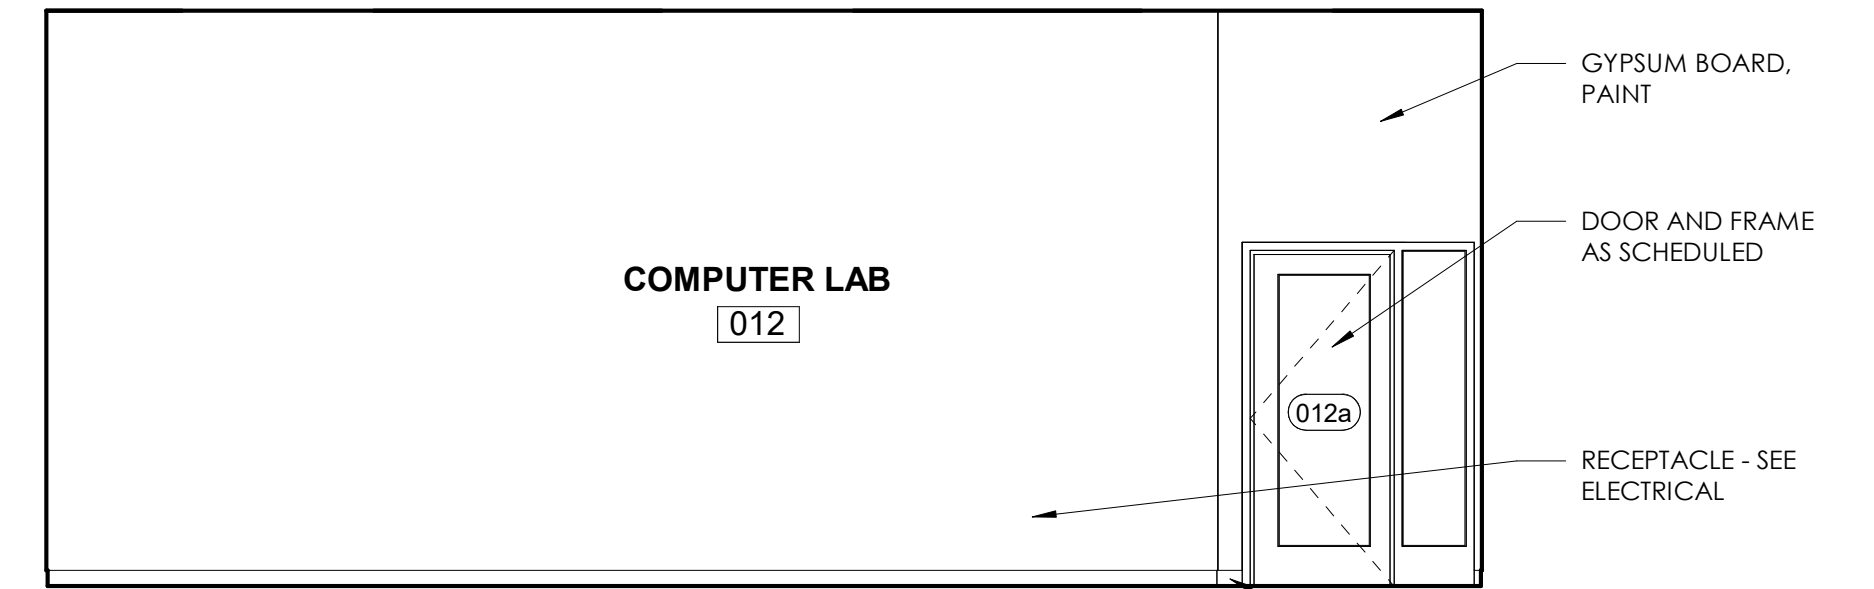 GYPSUM BOARD,
PAINT
DOOR AND FRAME
AS SCHEDULED
COMPUTER LAB
012
012a
RECEPTACLE - SEE
ELECTRICAL